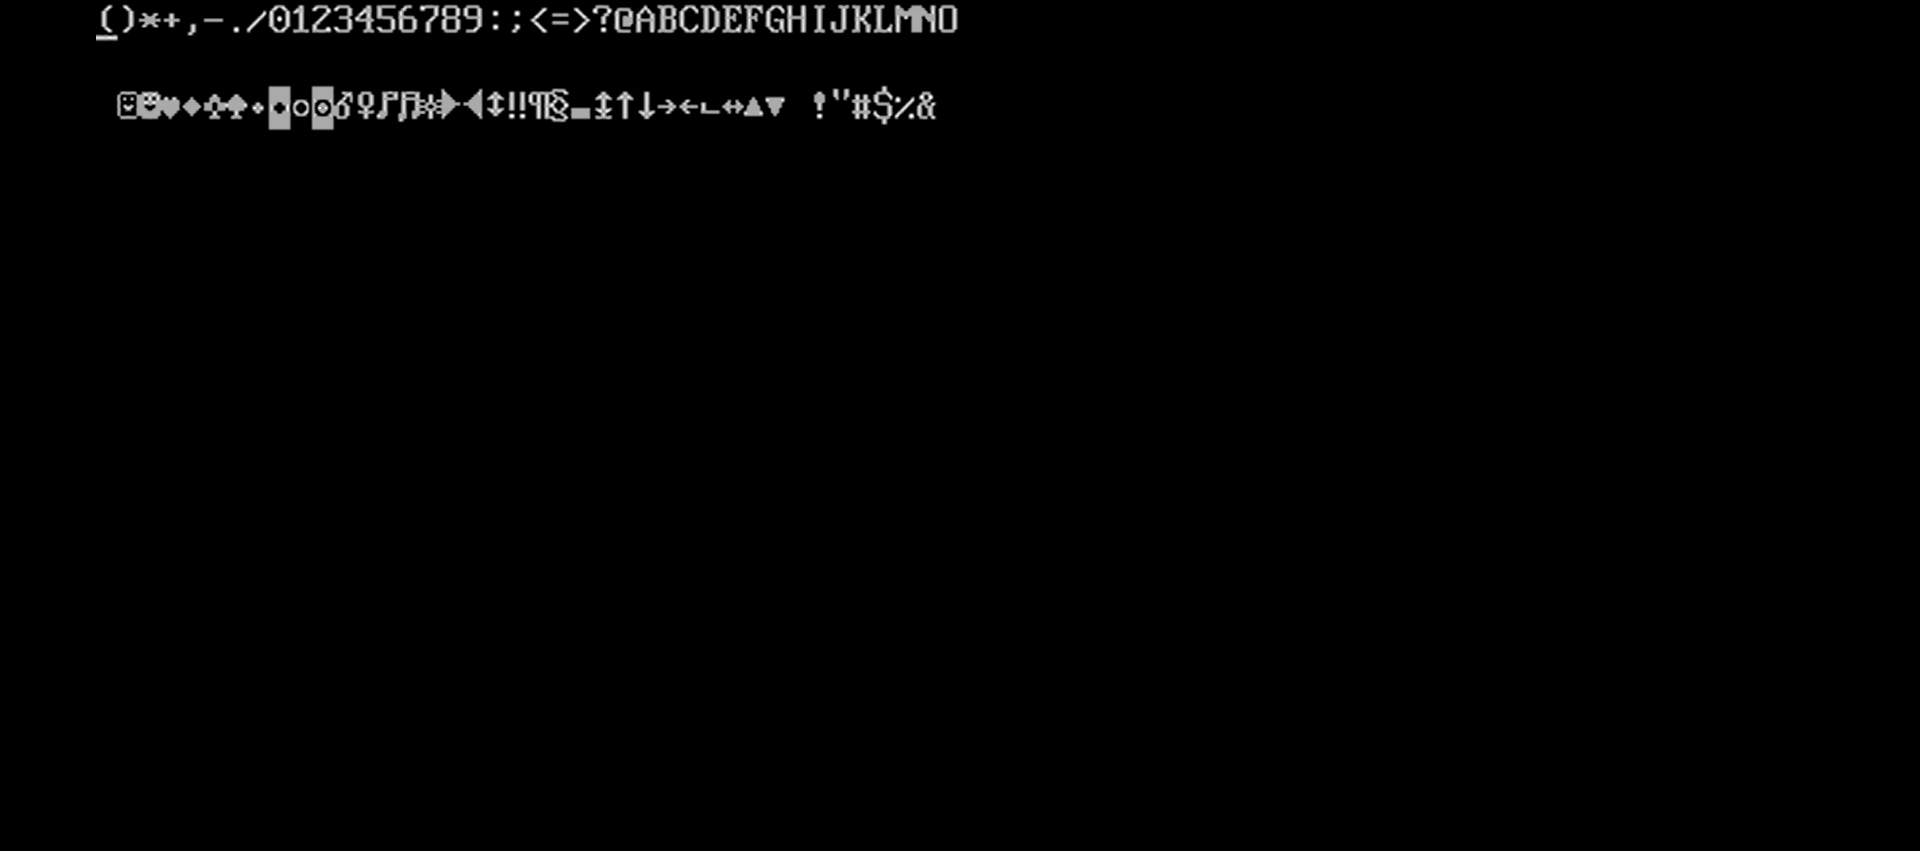 ()*+,-./0123456789:;<=>?@ABCDEFGHIJKLMNO
☺☻♥♦♣♠•◘○◙♂♀♪♫☼►◄↕‼¶§▬↨↑↓→←∟↔▲▼ !"#$%&